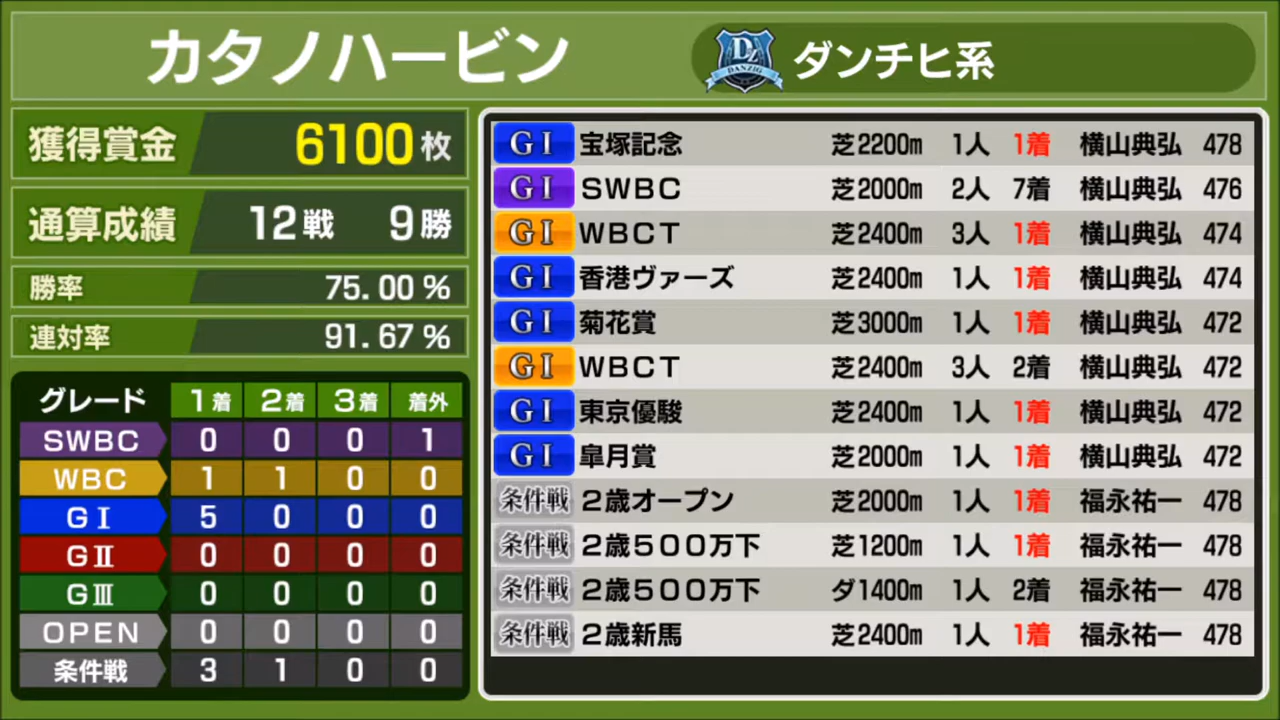 カタノハービン
DZ
DANZIG
ダンチヒ系
獲得賞金 6100枚
通算成績 12戦 9勝
勝率 75.00%
連対率 91.67%
グレード 1着 2着 3着 着外
SWBC 0 0 0 1
WBC 1 1 0 0
GⅠ 5 0 0 0
GⅡ 0 0 0 0
GⅢ 0 0 0 0
OPEN 0 0 0 0
条件戦 3 1 0 0
GⅠ 宝塚記念 芝2200m 1人 1着 横山典弘 478
GⅠ SWBC 芝2000m 2人 7着 横山典弘 476
GⅠ WBCT 芝2400m 3人 1着 横山典弘 474
GⅠ 香港ヴァーズ 芝2400m 1人 1着 横山典弘 474
GⅠ 菊花賞 芝3000m 1人 1着 横山典弘 472
GⅠ WBCT 芝2400m 3人 2着 横山典弘 472
GⅠ 東京優駿 芝2400m 1人 1着 横山典弘 472
GⅠ 皐月賞 芝2000m 1人 1着 横山典弘 472
条件戦 2歳オープン 芝2000m 1人 1着 福永祐一 478
条件戦 2歳500万下 芝1200m 1人 1着 福永祐一 478
条件戦 2歳500万下 ダ1400m 1人 2着 福永祐一 478
条件戦 2歳新馬 芝2400m 1人 1着 福永祐一 478